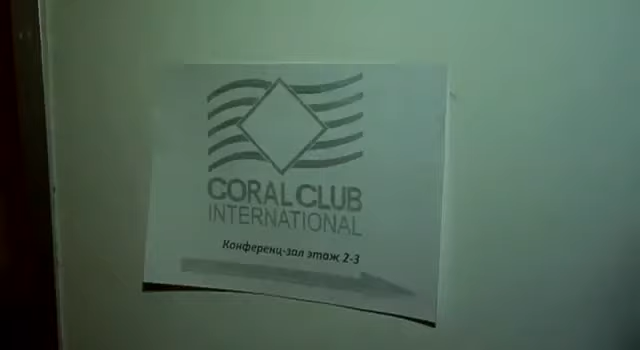 CORAL CLUB
INTERNATIONAL
Конференц-зал этаж 2-3